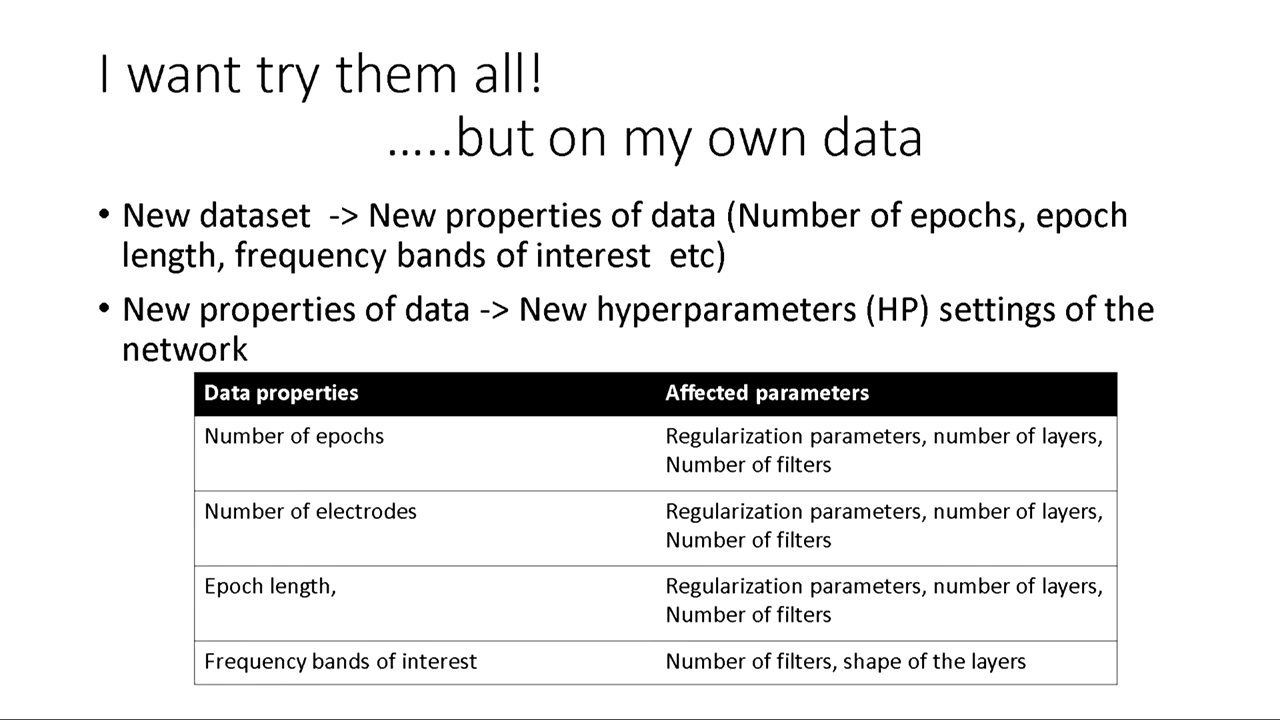 I want try them all!
…..but on my own data
• New dataset -> New properties of data (Number of epochs, epoch
length, frequency bands of interest etc)
• New properties of data -> New hyperparameters (HP) settings of the
network
Data properties Affected parameters
Number of epochs Regularization parameters, number of layers,
Number of filters
Number of electrodes Regularization parameters, number of layers,
Number of filters
Epoch length, Regularization parameters, number of layers,
Number of filters
Frequency bands of interest Number of filters, shape of the layers